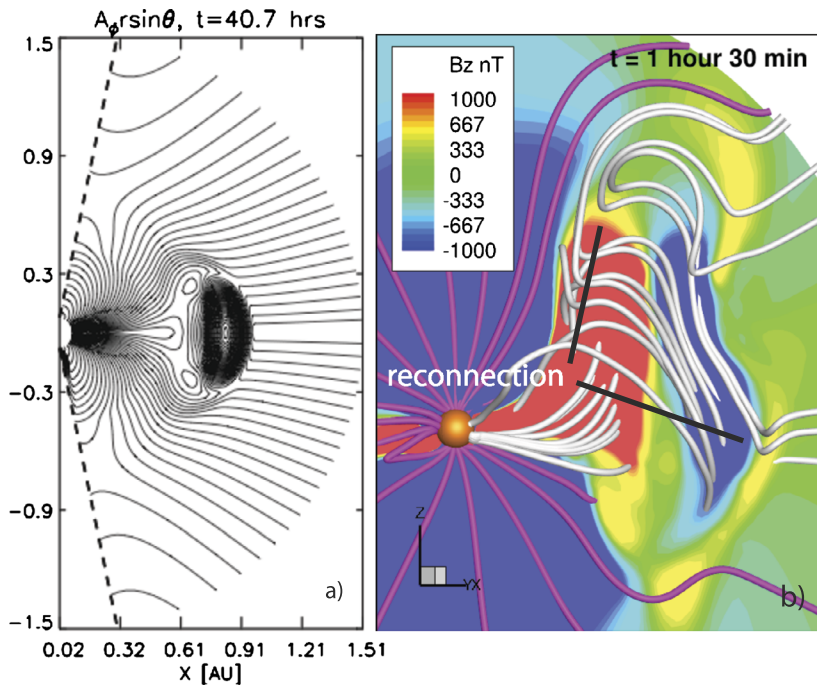 A_ϕ rsinθ, t=40.7 hrs
1.5
0.9
0.3
-0.3
-0.9
-1.5
0.02 0.32 0.61 0.91 1.21 1.51
X [AU]
a)
t = 1 hour 30 min
Bz nT
1000
667
333
0
-333
-667
-1000
reconnection
Z
YX
b)